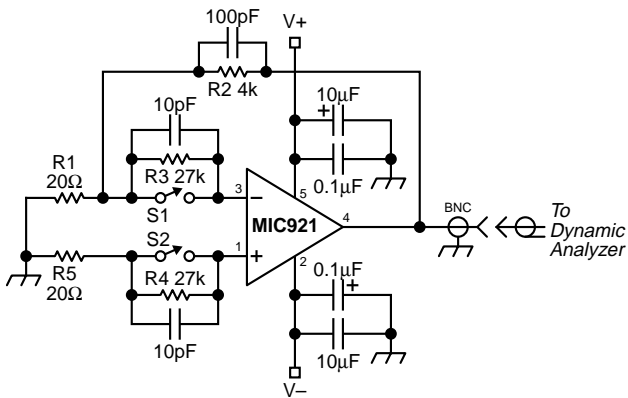 100pF
V+
R2 4k
10pF
10µF
+
R1
20Ω
R3 27k
0.1µF
S1
3
−
5
MIC921
4
BNC
To
Dynamic
Analyzer
S2
1
+
2
R5
20Ω
R4 27k
0.1µF
+
10pF
10µF
V–